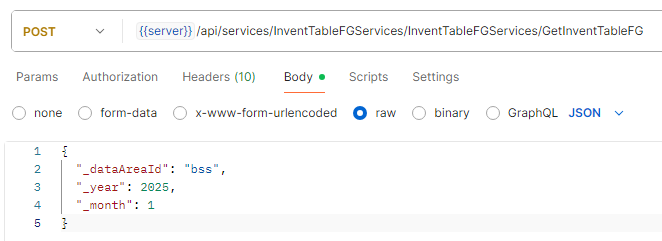 POST {{server}} /api/services/InventTableFGServices/InventTableFGServices/GetInventTableFG
Params Authorization Headers (10) Body Scripts Settings
none form-data x-www-form-urlencoded raw binary GraphQL JSON
1 {
2 "_dataAreaId": "bss",
3 "_year": 2025,
4 "_month": 1
5 }